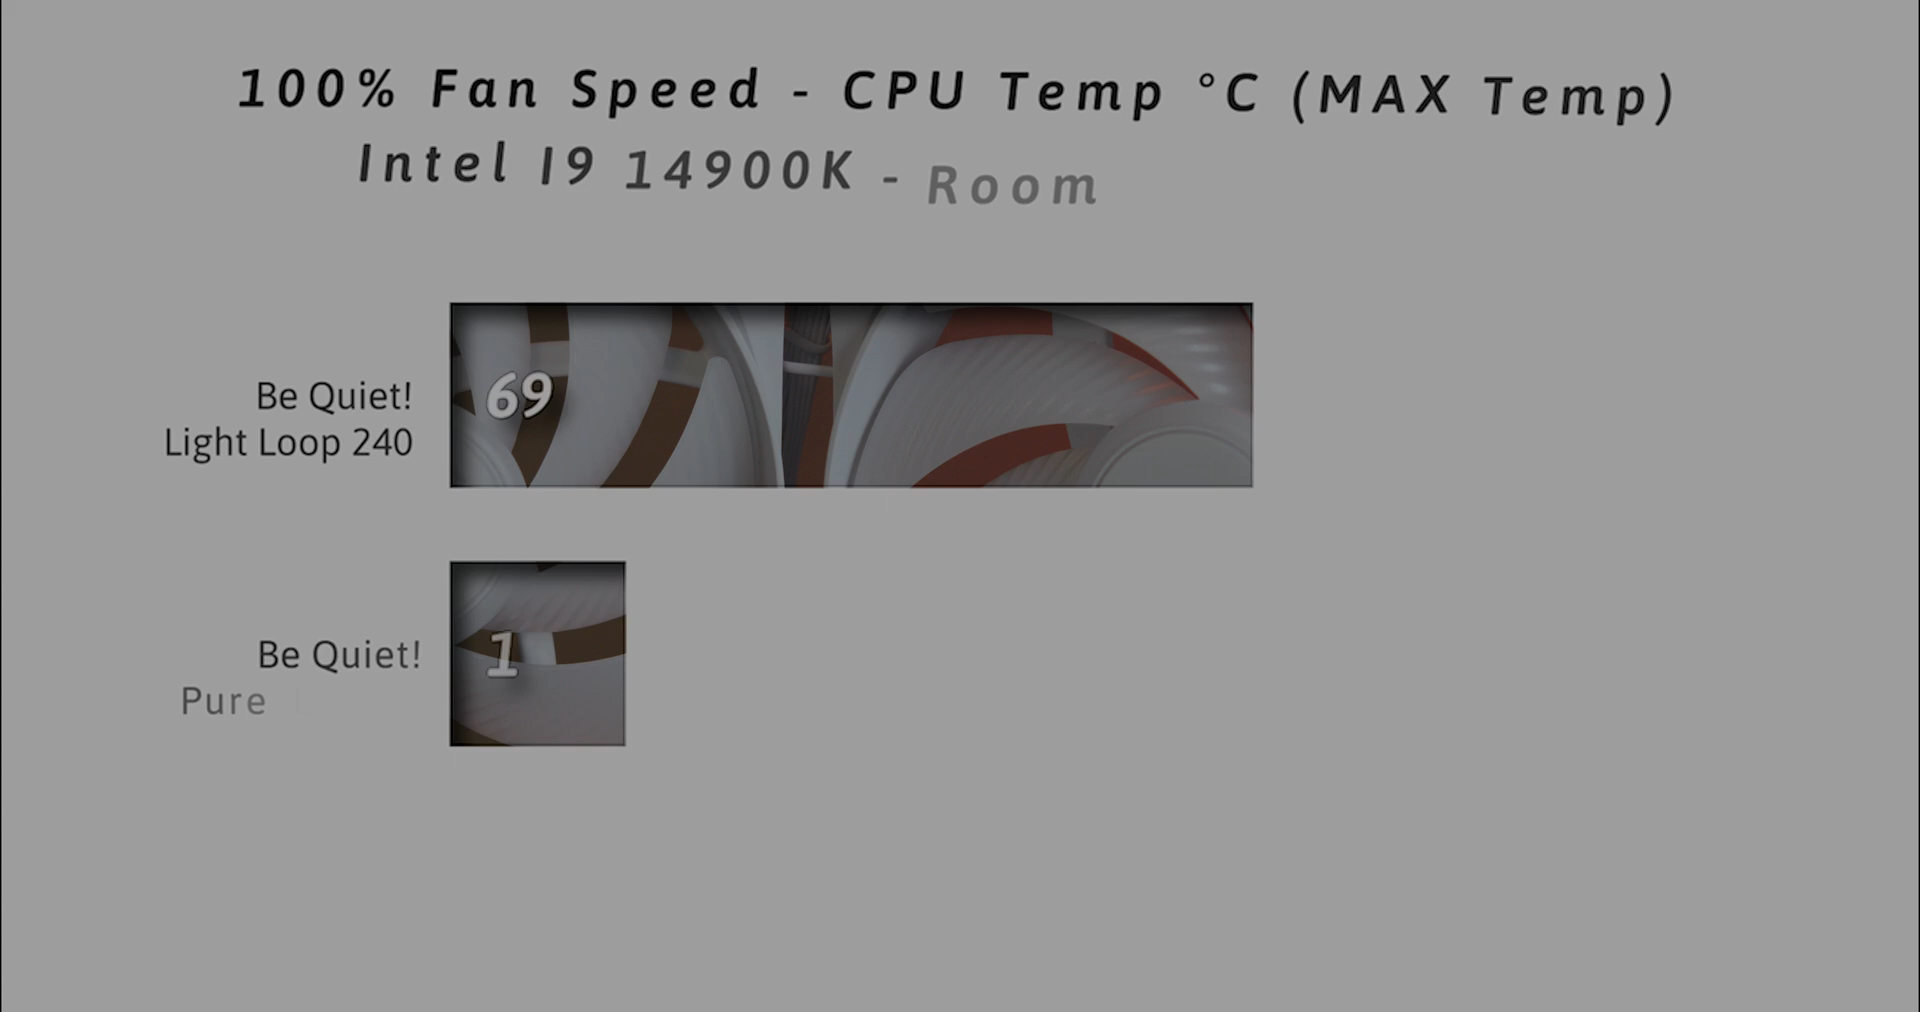 100% Fan Speed - CPU Temp °C (MAX Temp)
Intel I9 14900K - Room
Be Quiet!
Light Loop 240
69
Be Quiet!
Pure
1